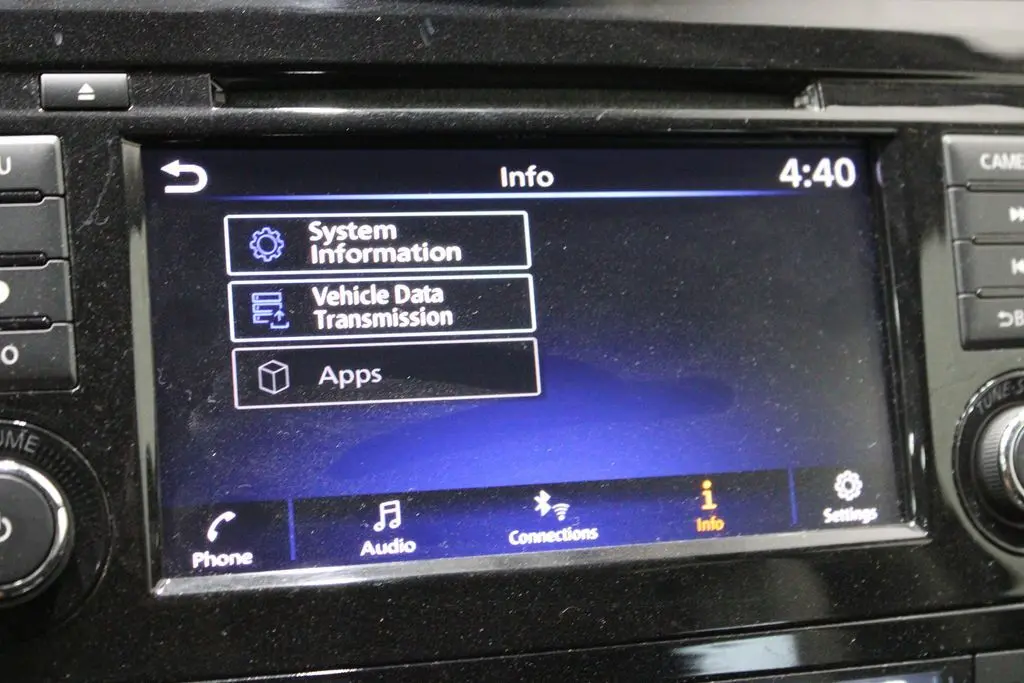 Info
4:40
System
Information
Vehicle Data
Transmission
Apps
Phone
Audio
Connections
Info
Settings